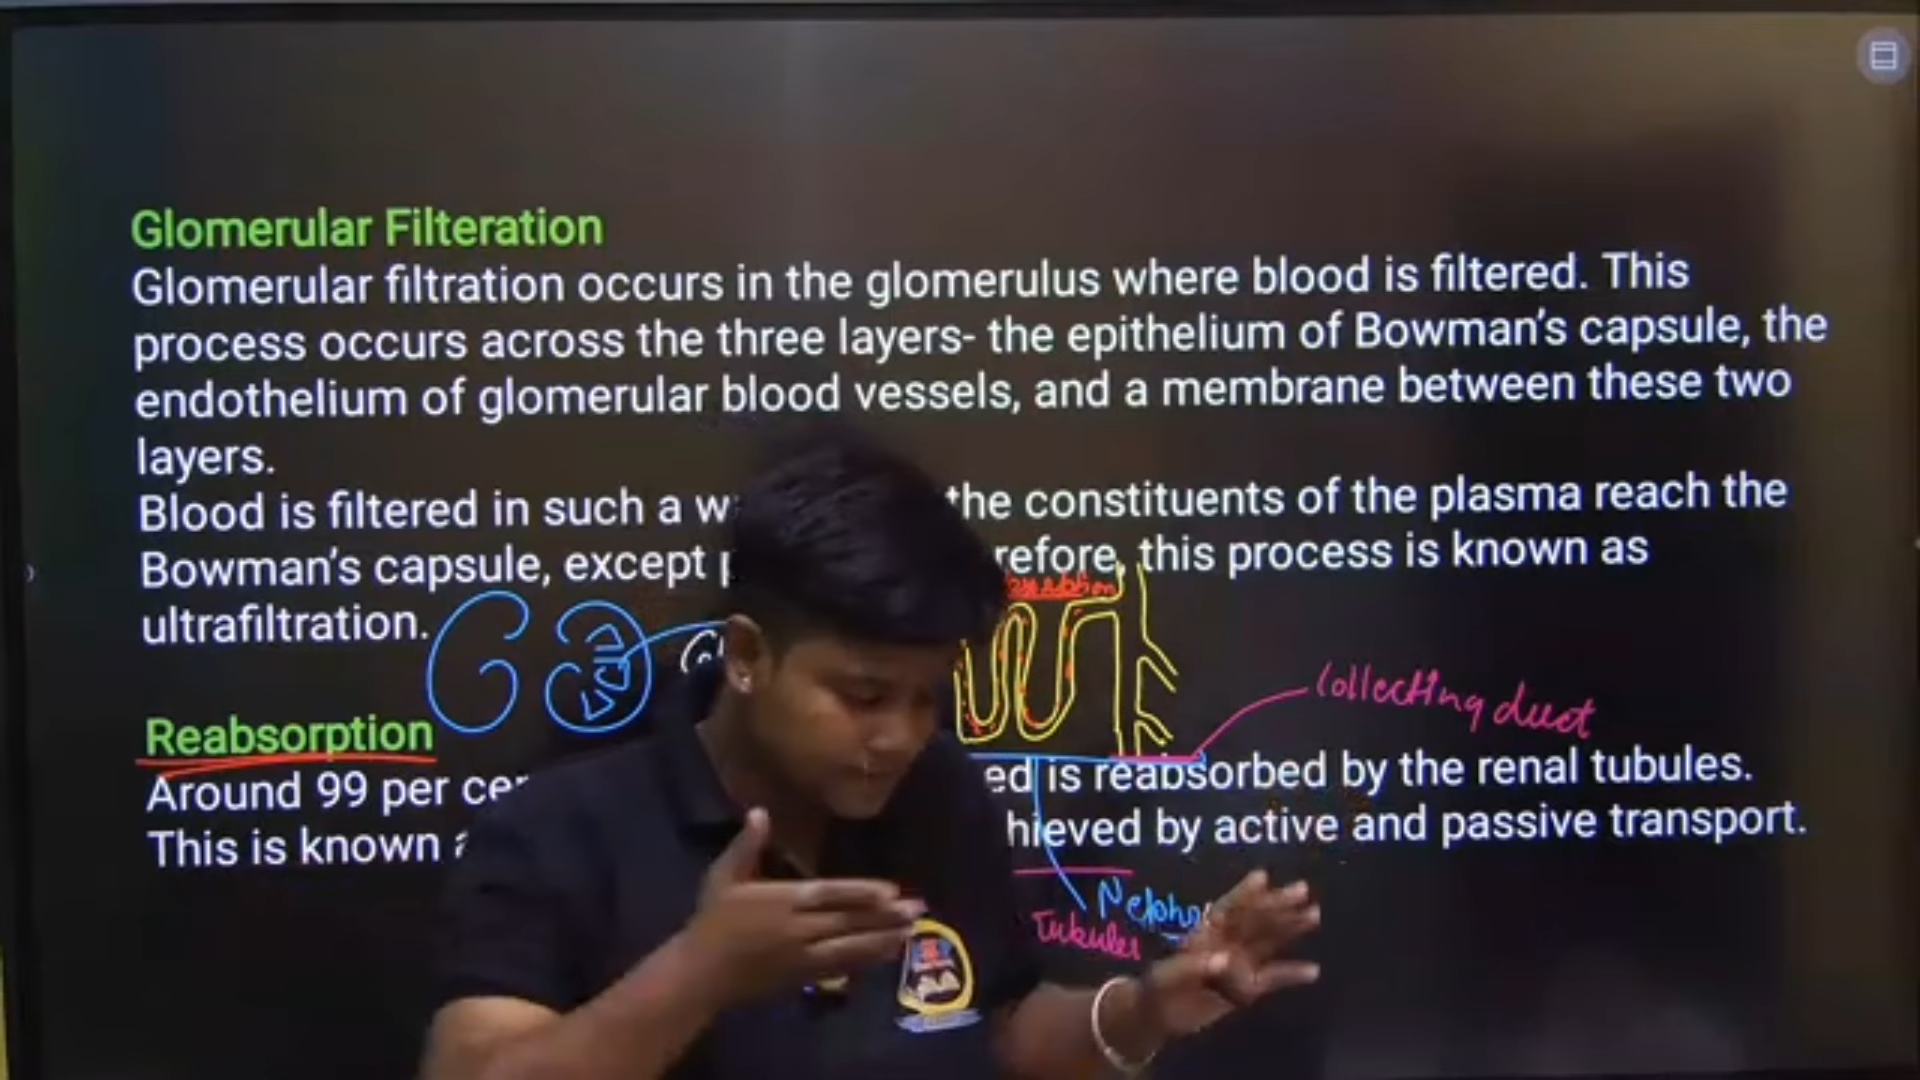 Glomerular Filteration
Glomerular filtration occurs in the glomerulus where blood is filtered. This
process occurs across the three layers- the epithelium of Bowman's capsule, the
endothelium of glomerular blood vessels, and a membrane between these two
layers.
Blood is filtered in such a the constituents of the plasma reach the
Bowman's capsule, except this process is known as
ultrafiltration.
Collecting duct
Reabsorption
Around 99 per is reabsorbed by the renal tubules.
This is known by active and passive transport.
Tubules